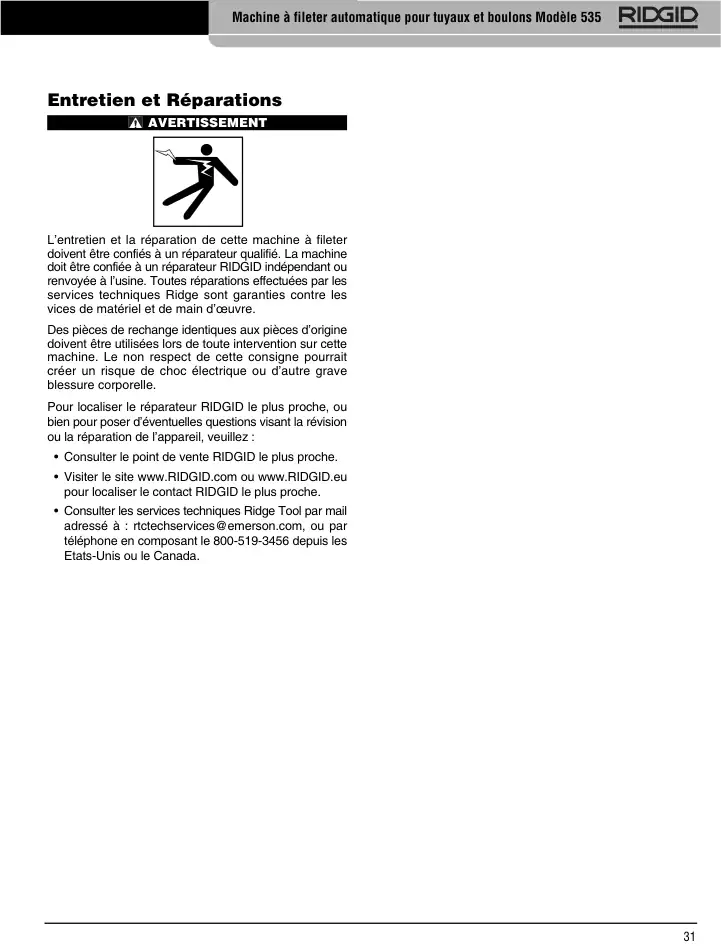 Machine à fileter automatique pour tuyaux et boulons Modèle 535
RIDGID
Entretien et Réparations
AVERTISSEMENT
L'entretien et la réparation de cette machine à fileter
doivent être confiés à un réparateur qualifié. La machine
doit être confiée à un réparateur RIDGID indépendant ou
renvoyée à l'usine. Toutes réparations effectuées par les
services techniques Ridge sont garanties contre les
vices de matériel et de main d'œuvre.
Des pièces de rechange identiques aux pièces d'origine
doivent être utilisées lors de toute intervention sur cette
machine. Le non respect de cette consigne pourrait
créer un risque de choc électrique ou d'autre grave
blessure corporelle.
Pour localiser le réparateur RIDGID le plus proche, ou
bien pour poser d'éventuelles questions visant la révision
ou la réparation de l'appareil, veuillez :
• Consulter le point de vente RIDGID le plus proche.
• Visiter le site www.RIDGID.com ou www.RIDGID.eu
pour localiser le contact RIDGID le plus proche.
• Consulter les services techniques Ridge Tool par mail
adressé à : rtctechservices@emerson.com, ou par
téléphone en composant le 800-519-3456 depuis les
Etats-Unis ou le Canada.
31